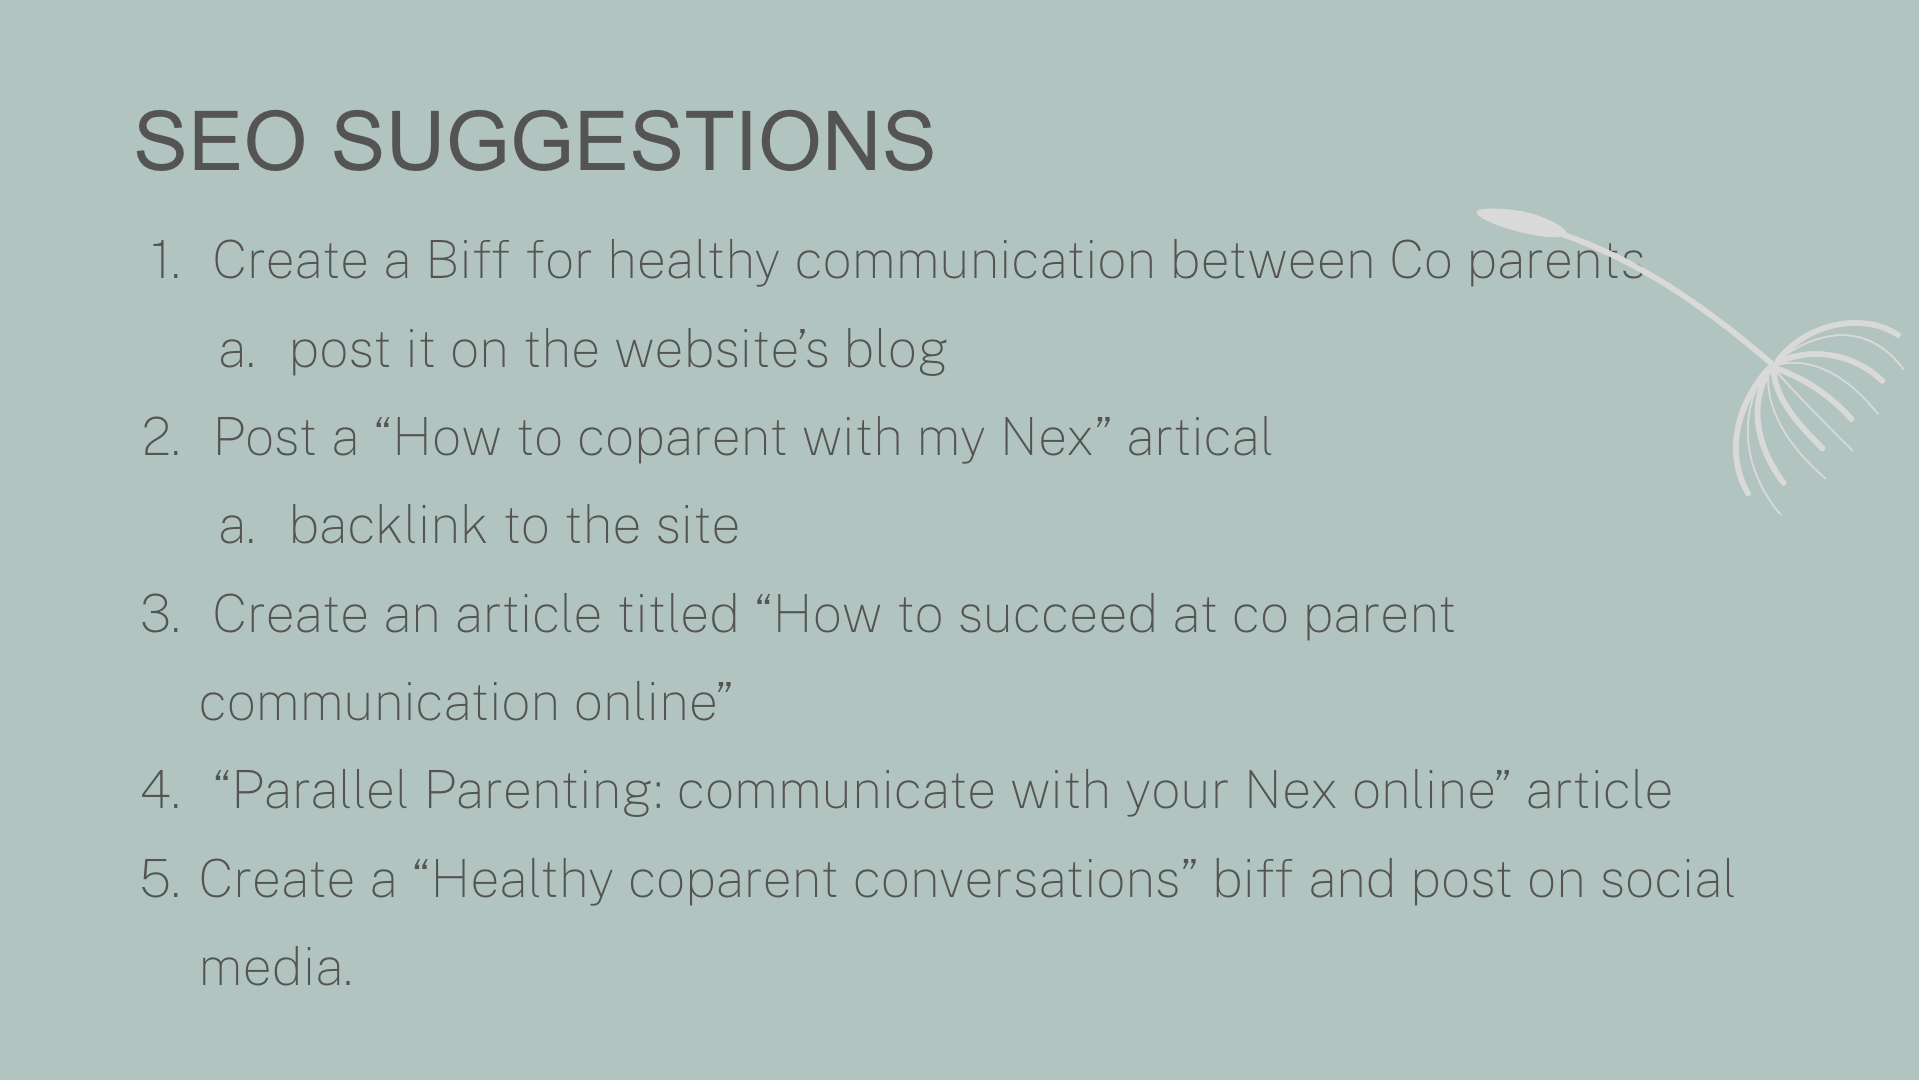 SEO SUGGESTIONS
1. Create a Biff for healthy communication between Co parents
a. post it on the website’s blog
2. Post a “How to coparent with my Nex” artical
a. backlink to the site
3. Create an article titled “How to succeed at co parent
communication online”
4. “Parallel Parenting: communicate with your Nex online” article
5. Create a “Healthy coparent conversations” biff and post on social
media.